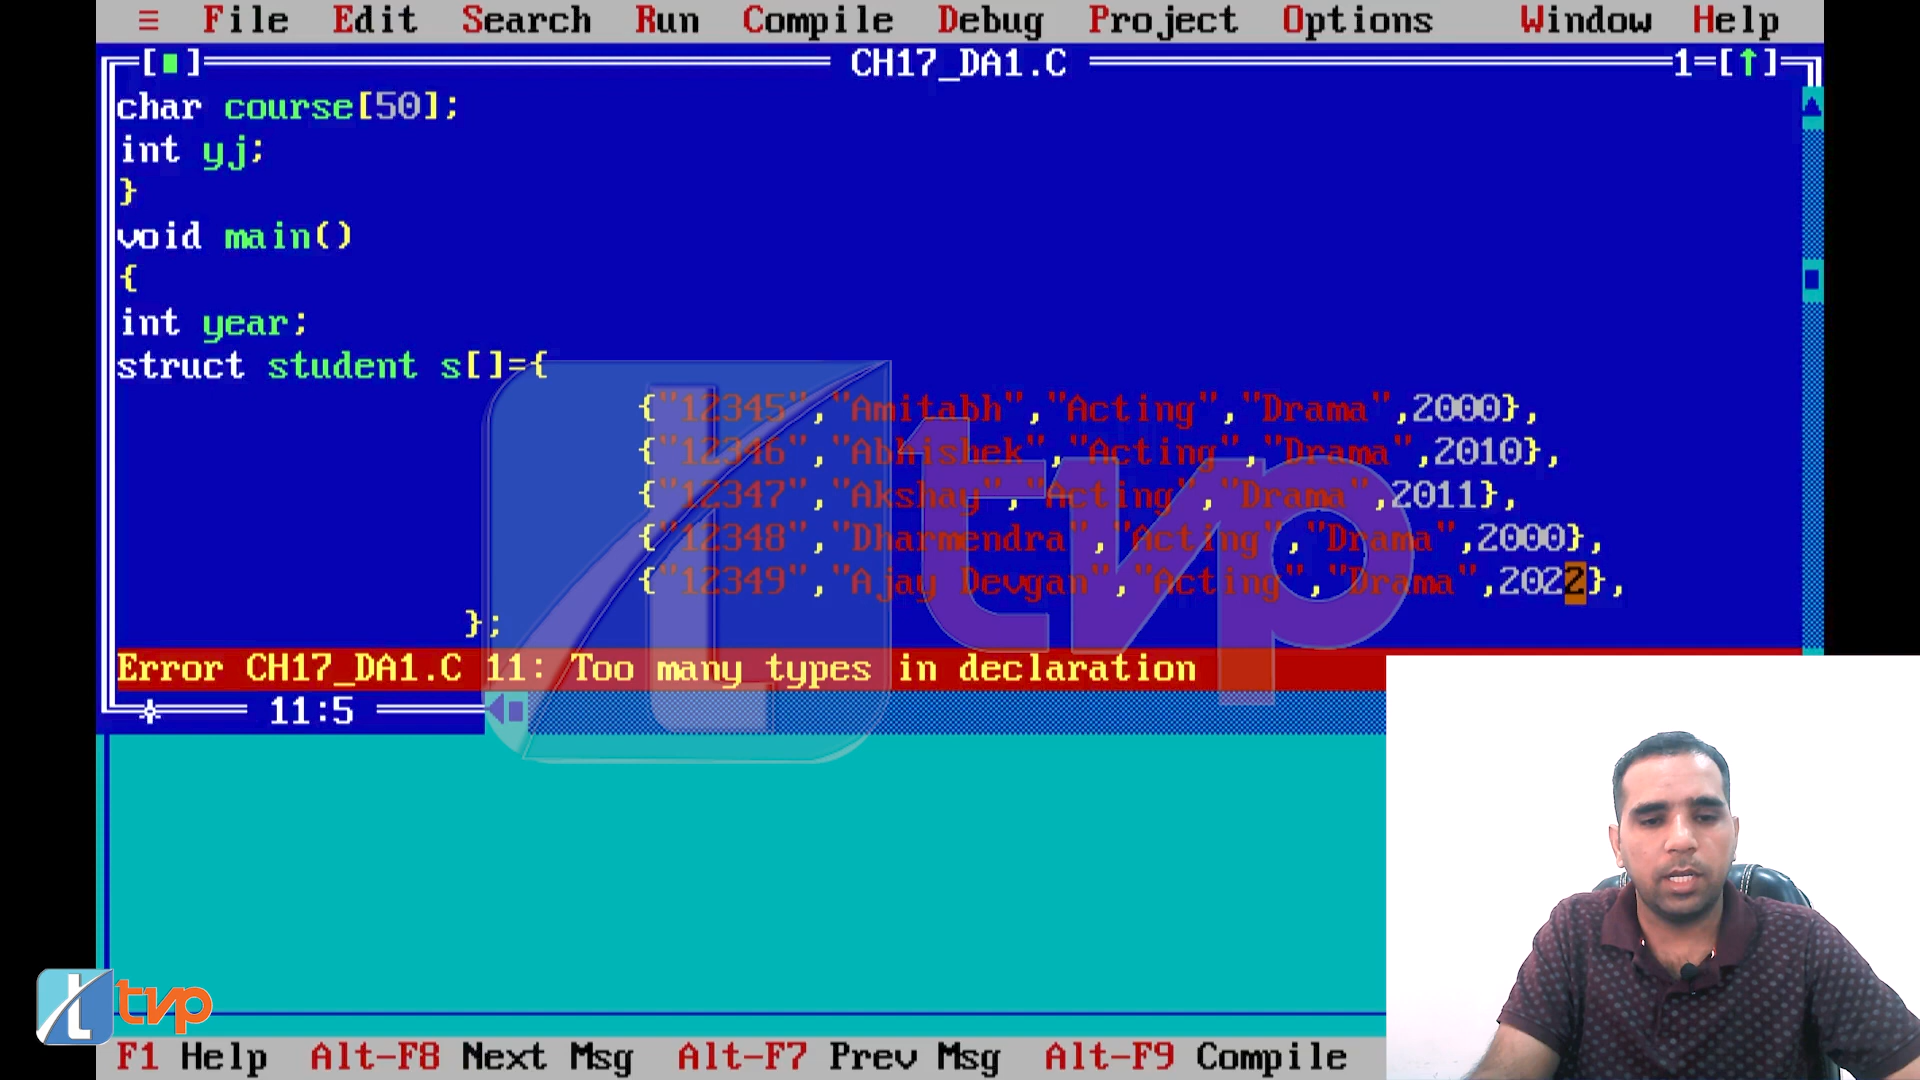 ≡ File Edit Search Run Compile Debug Project Options Window Help
[■] CH17_DA1.C 1=[↑]
char course[50];
int yj;
}
void main()
{
int year;
struct student s[]={
{"12345","Amitabh","Acting","Drama",2000},
{"12346","Abhishek","Acting","Drama",2010},
{"12347","Akshay","Acting","Drama",2011},
{"12348","Dharmendra","Acting","Drama",2000},
{"12349","Ajay Devgan","Acting","Drama",2022},
};
Error CH17_DA1.C 11: Too many types in declaration
11:5
t tvp
t tvp
F1 Help Alt-F8 Next Msg Alt-F7 Prev Msg Alt-F9 Compile